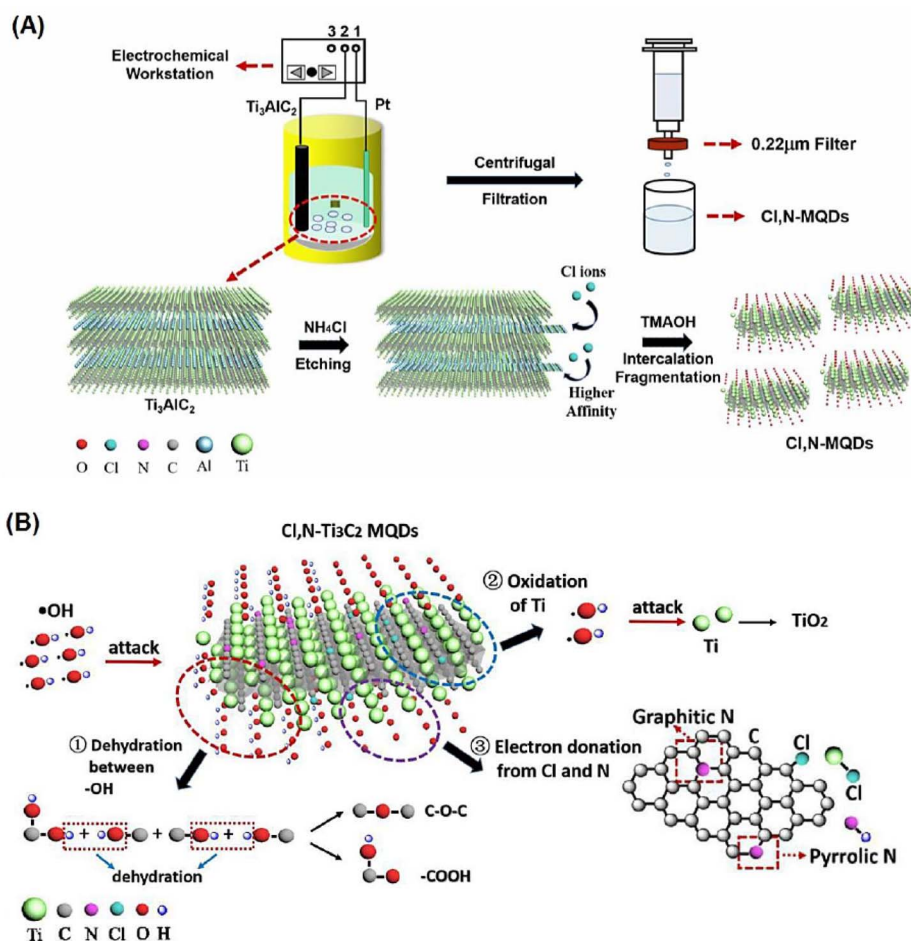 (A)
3 2 1
Electrochemical
Workstation
Ti₃AlC₂
Pt
Centrifugal
Filtration
0.22μm Filter
Cl,N-MQDs
Cl ions
NH₄Cl
Etching
Higher
Affinity
TMAOH
Intercalation
Fragmentation
Ti₃AlC₂
Cl,N-MQDs
O Cl N C Al Ti
(B)
Cl,N-Ti₃C₂ MQDs
•OH
attack
② Oxidation
of Ti
attack
Ti
TiO₂
① Dehydration
between
-OH
③ Electron donation
from Cl and N
Graphitic N
C
Cl
Cl
Pyrrolic N
+ + +
dehydration
C-O-C
-COOH
Ti C N Cl O H